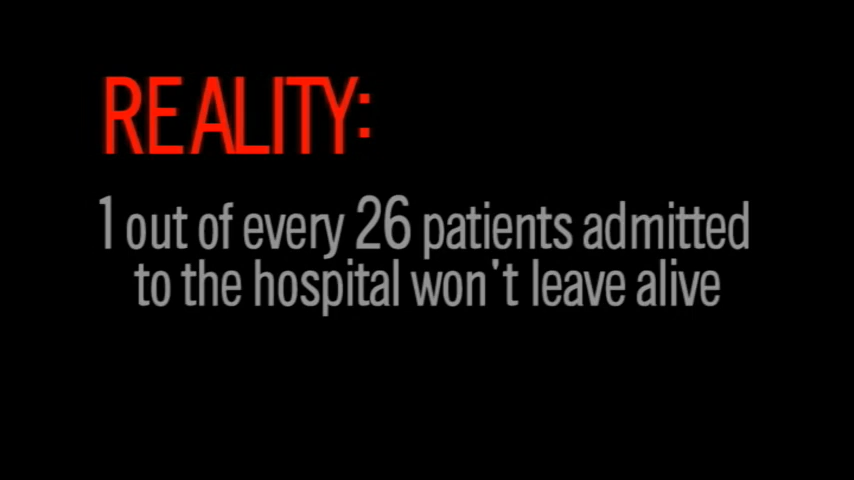 REALITY:
1 out of every 26 patients admitted
to the hospital won't leave alive